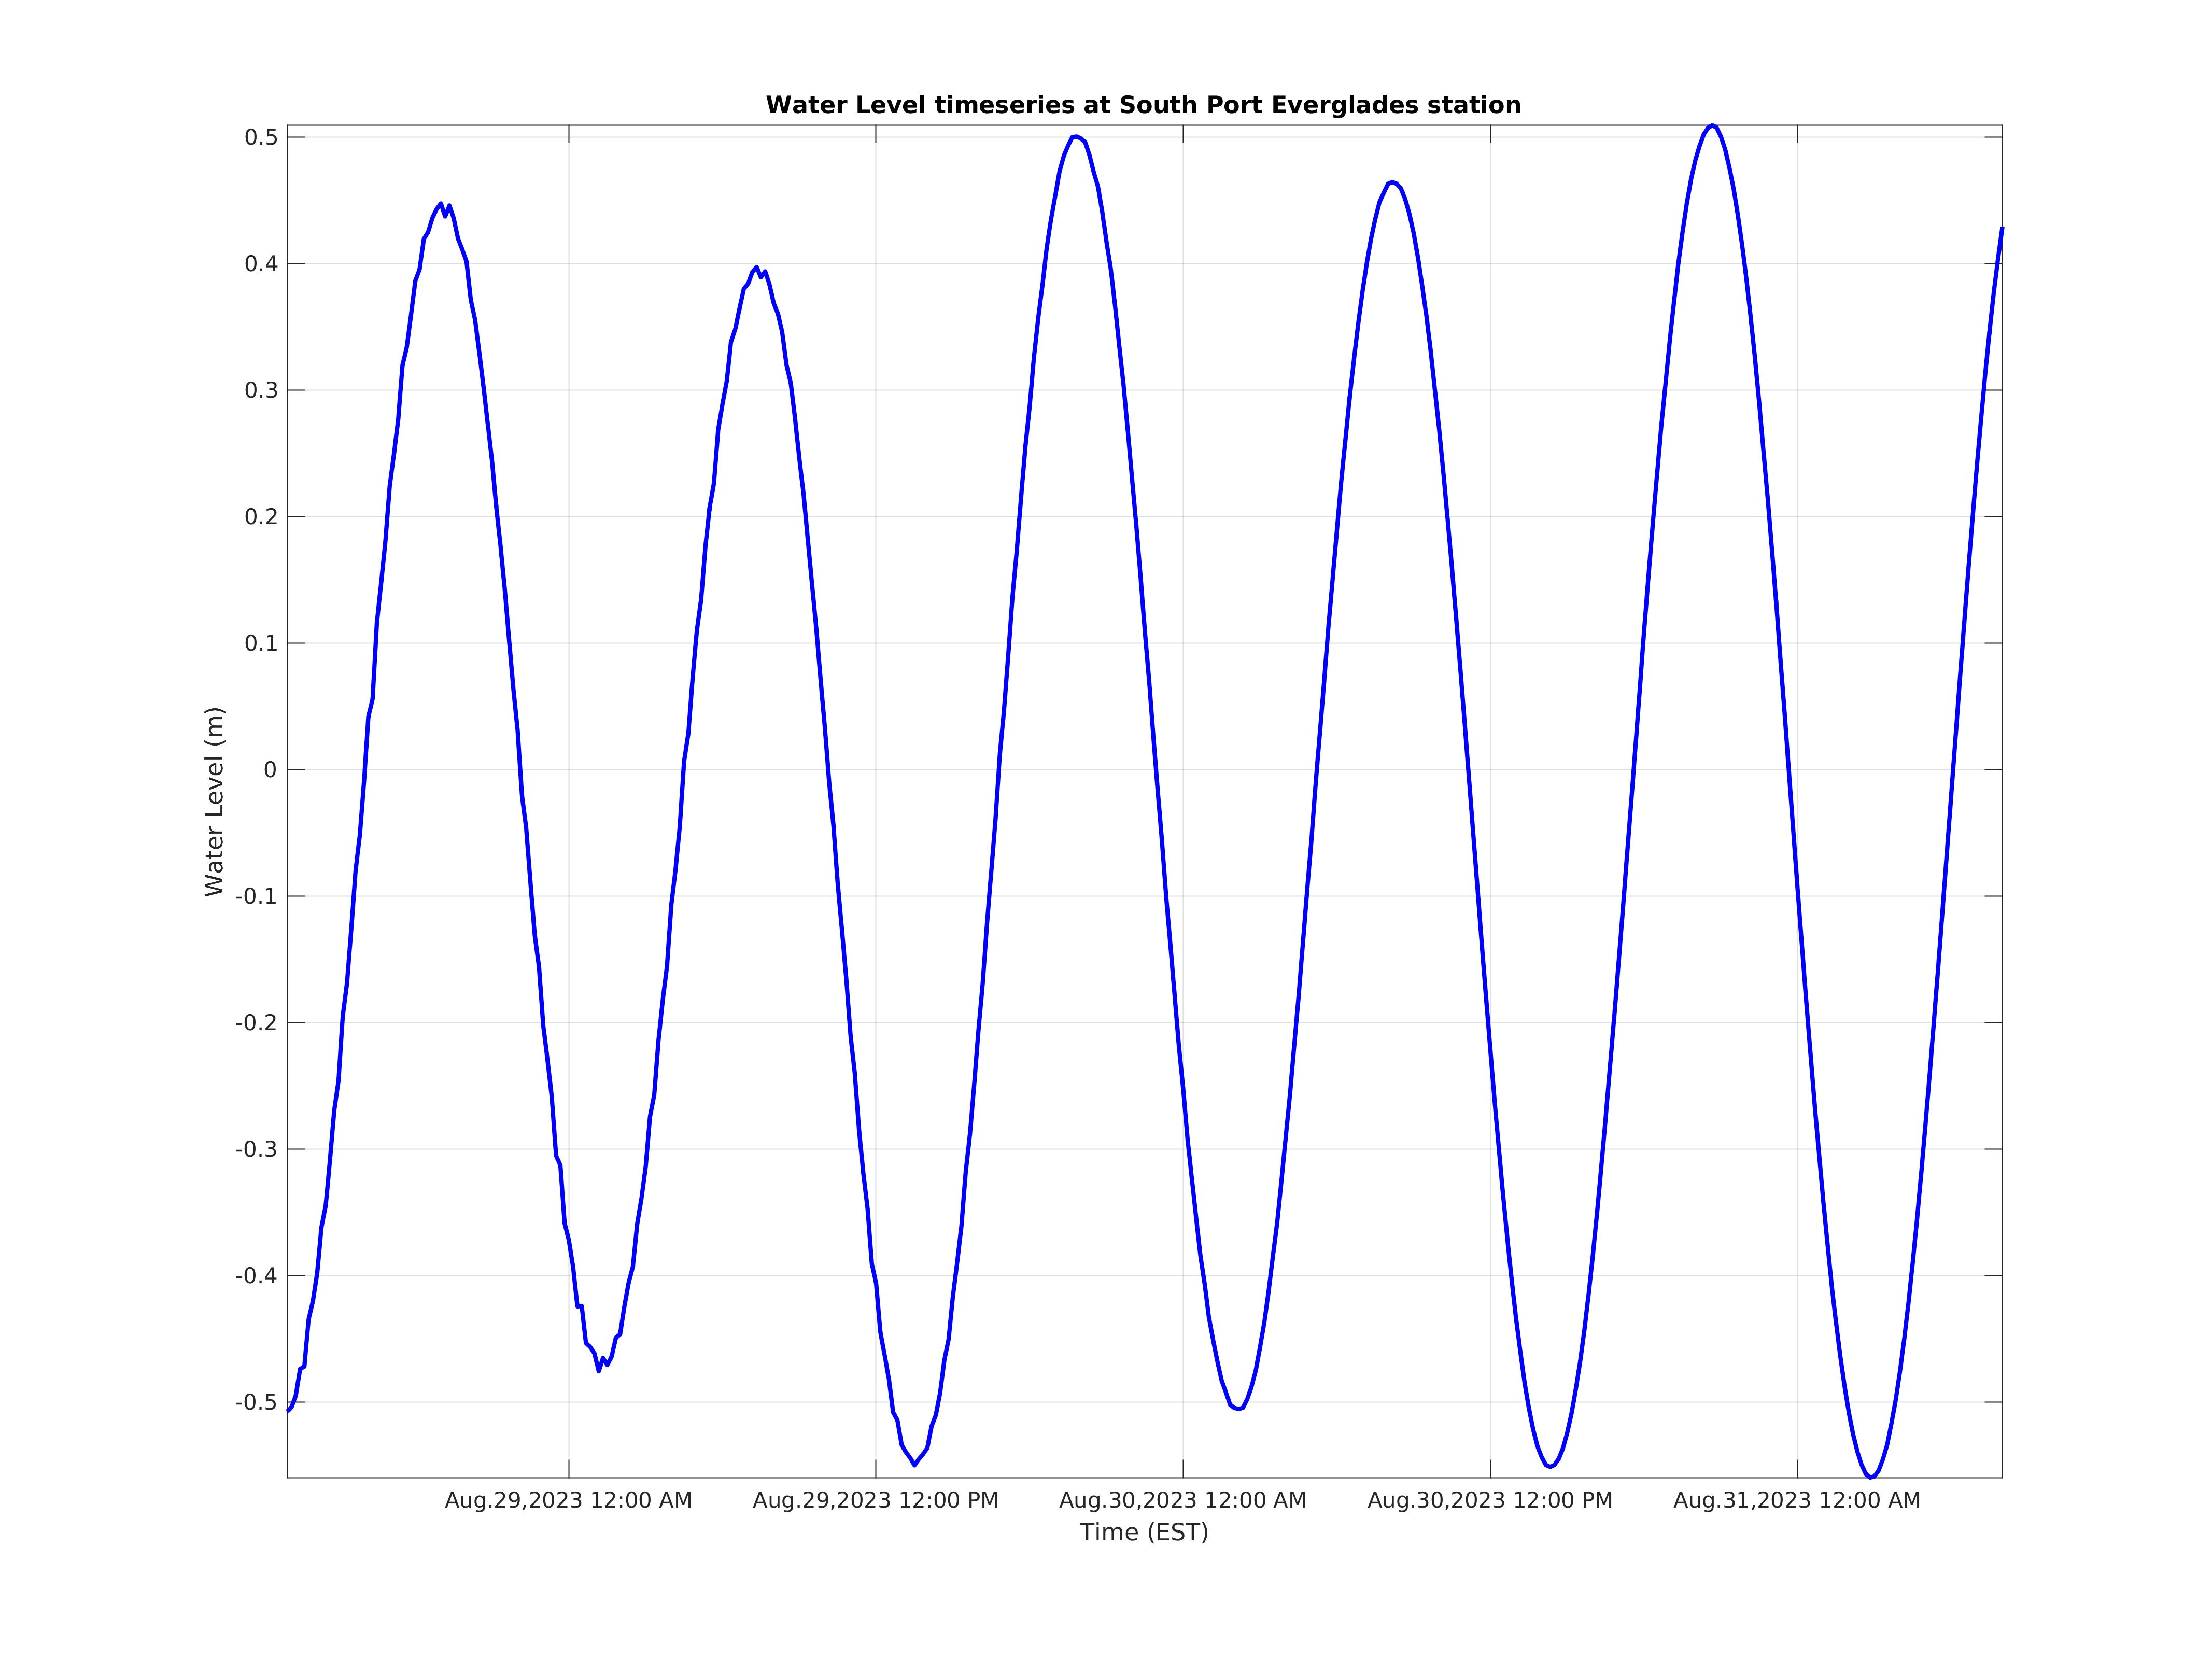 Water Level timeseries at South Port Everglades station
0.5
0.4
0.3
0.2
0.1
0
-0.1
-0.2
-0.3
-0.4
-0.5
Water Level (m)
Aug.29,2023 12:00 AM
Aug.29,2023 12:00 PM
Aug.30,2023 12:00 AM
Aug.30,2023 12:00 PM
Aug.31,2023 12:00 AM
Time (EST)